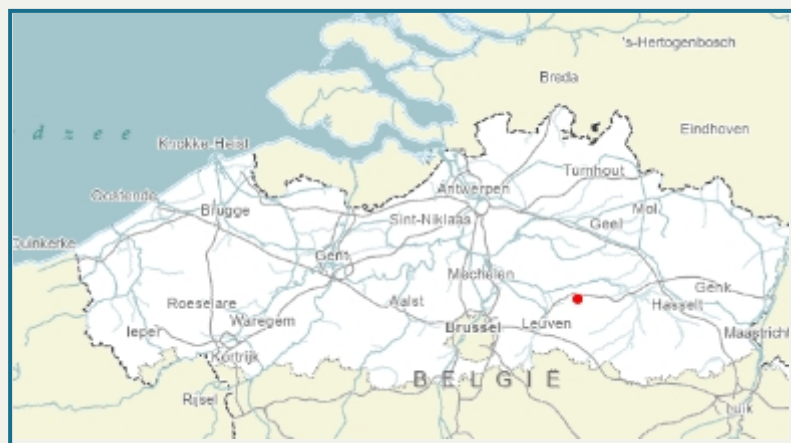 's-Hertogenbosch
Breda
Eindhoven
d z e e
Knokke-Heist
Turnhout
Antwerpen
Oostende
Mol
Brugge
Sint-Niklaas
Geel
Duinkerke
Gent
Mechelen
Genk
Roeselare
Aalst
Hasselt
Waregem
Ieper
Brussel
Leuven
Maastricht
Kortrijk
BELGIË
Rijsel
Luik